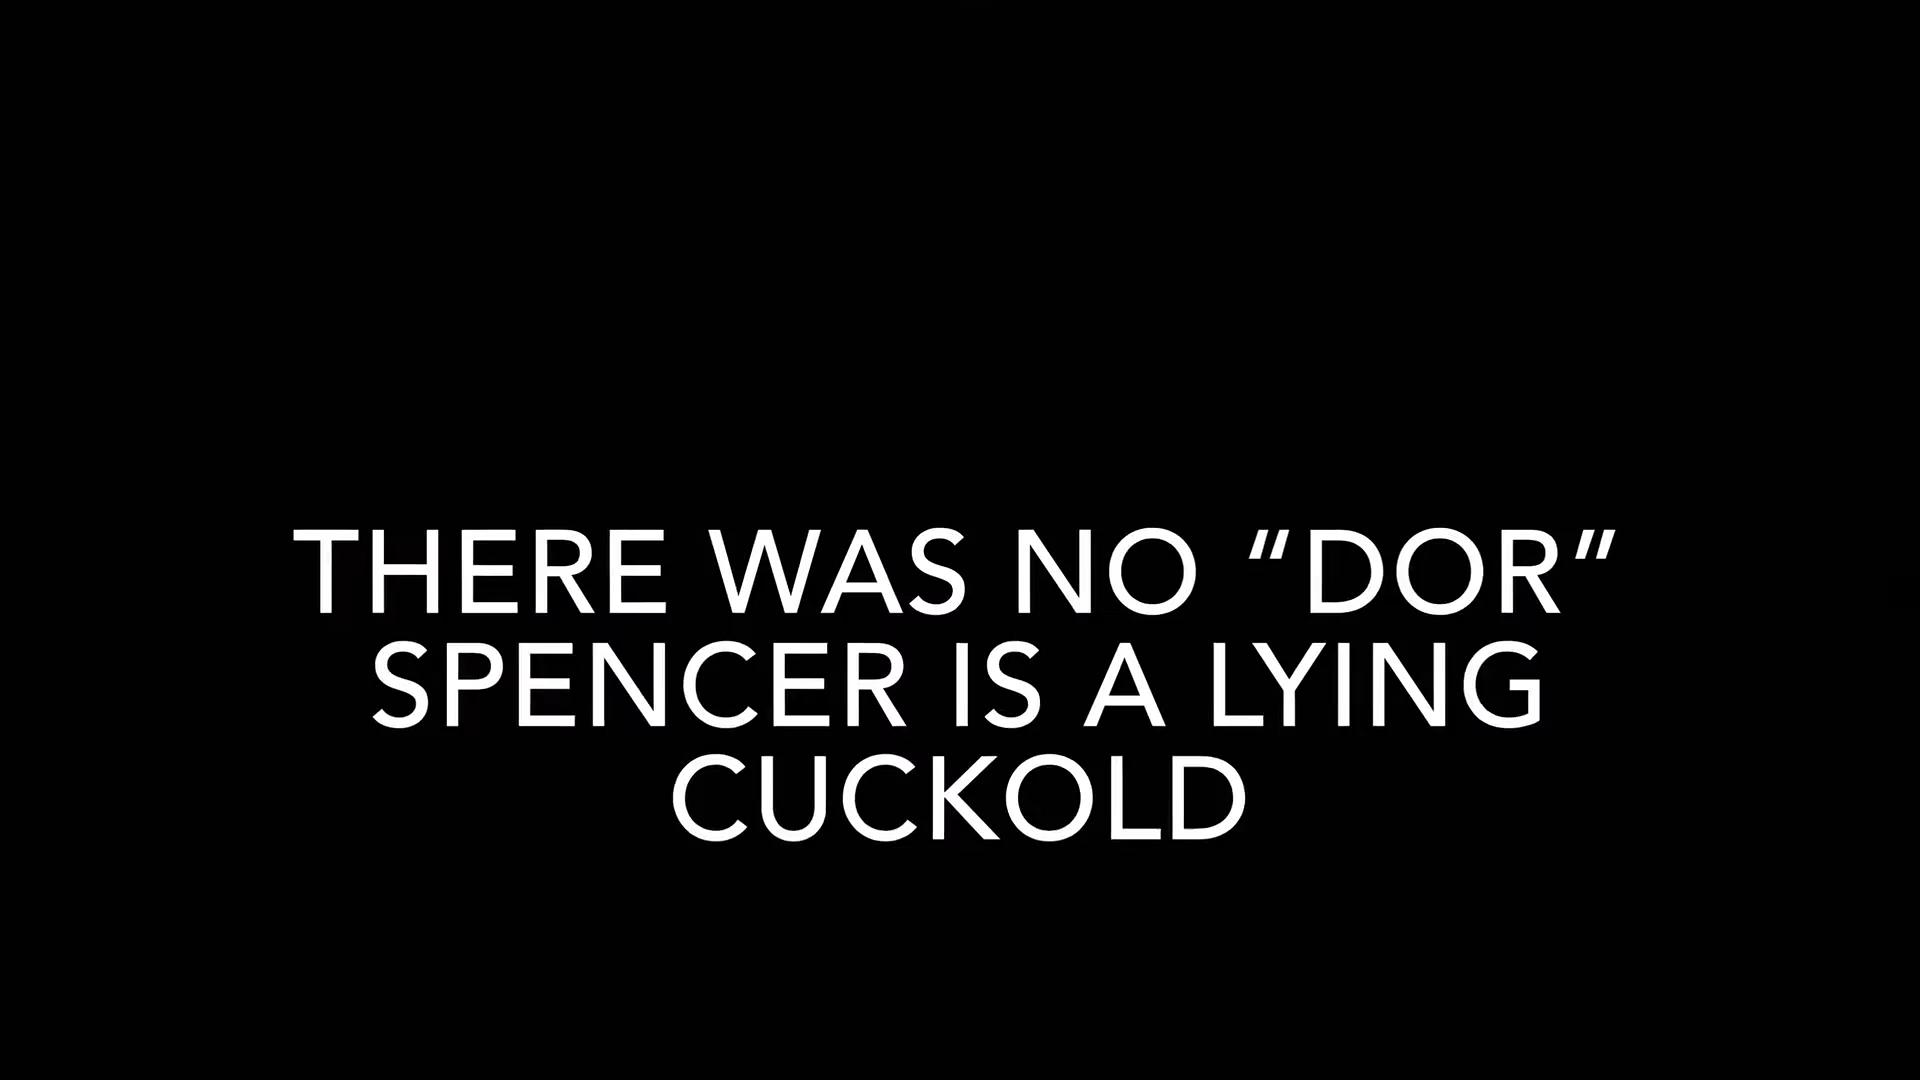 THERE WAS NO “DOR”
SPENCER IS A LYING
CUCKOLD